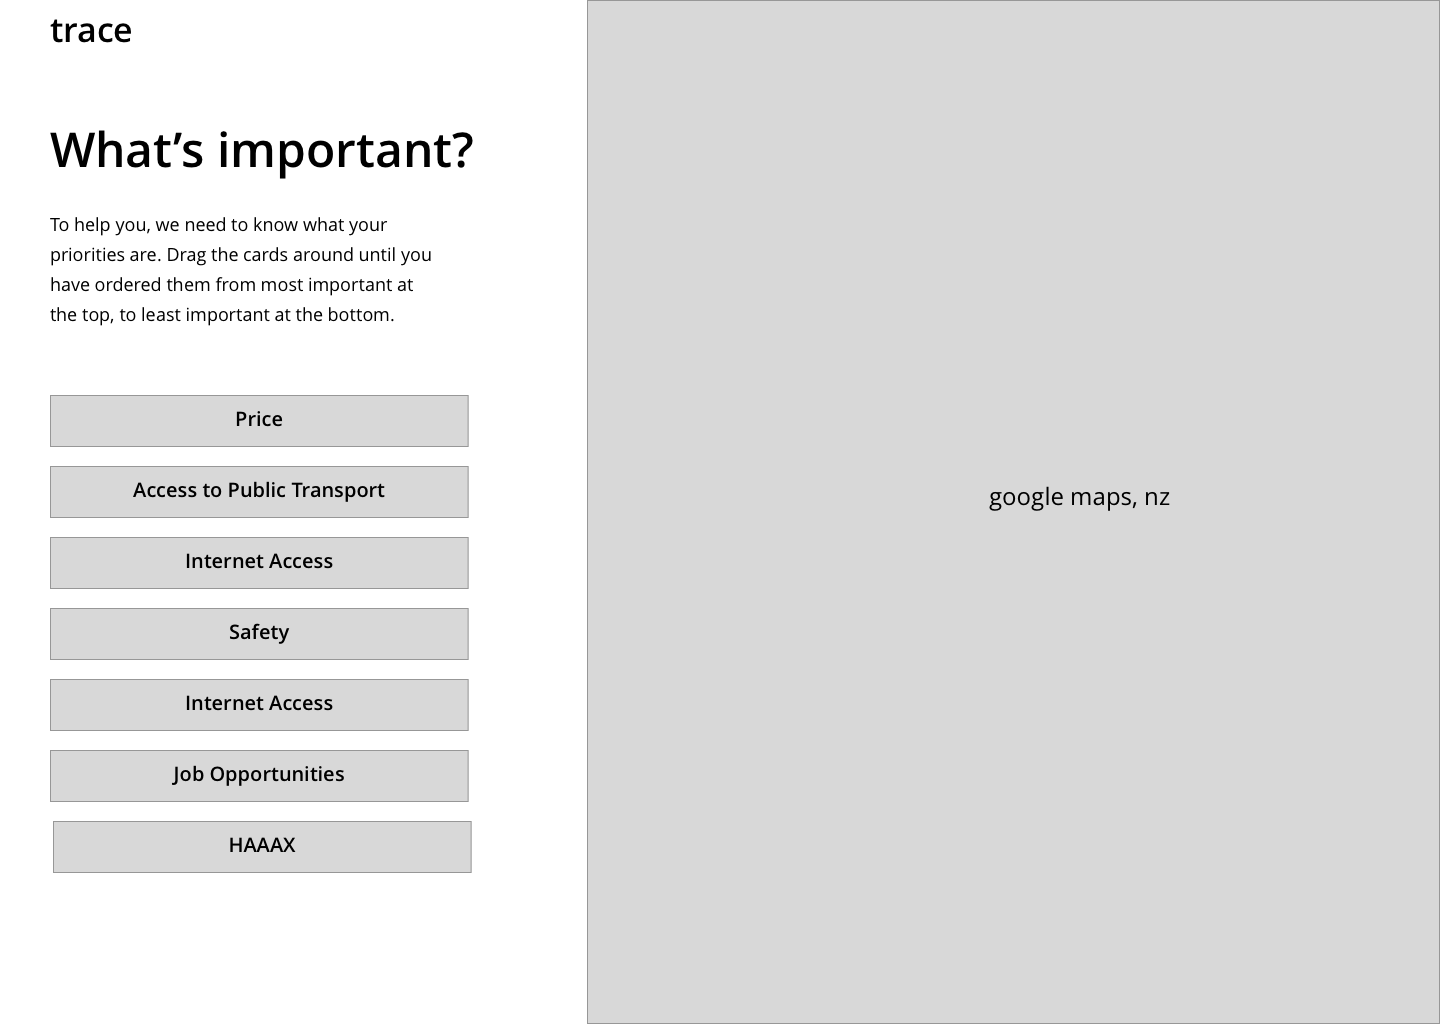 trace
What’s important?
To help you, we need to know what your
priorities are. Drag the cards around until you
have ordered them from most important at
the top, to least important at the bottom.
Price
Access to Public Transport
Internet Access
Safety
Internet Access
Job Opportunities
HAAAX
google maps, nz